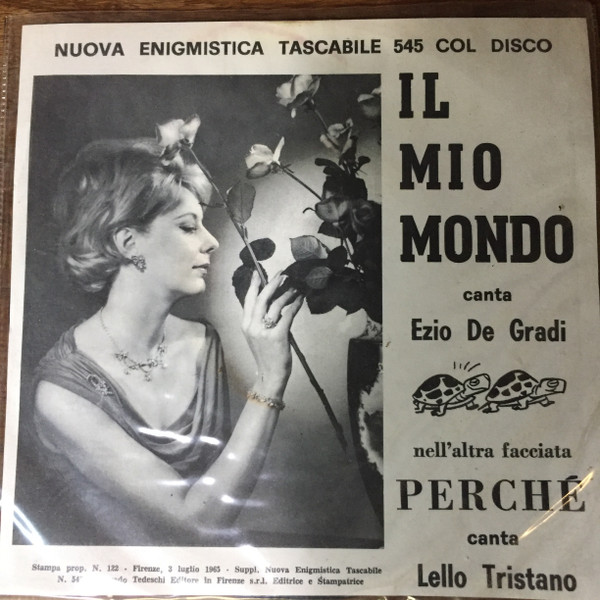 NUOVA ENIGMISTICA TASCABILE 545 COL DISCO
IL
MIO
MONDO
canta
Ezio De Gradi
nell'altra facciata
PERCHÉ
canta
Lello Tristano
Stampa prop. N. 122 - Firenze, 3 luglio 1965 - Suppl. Nuova Enigmistica Tascabile
N. Tedeschi Editore in Firenze s.r.l. Editrice e Stampatrice